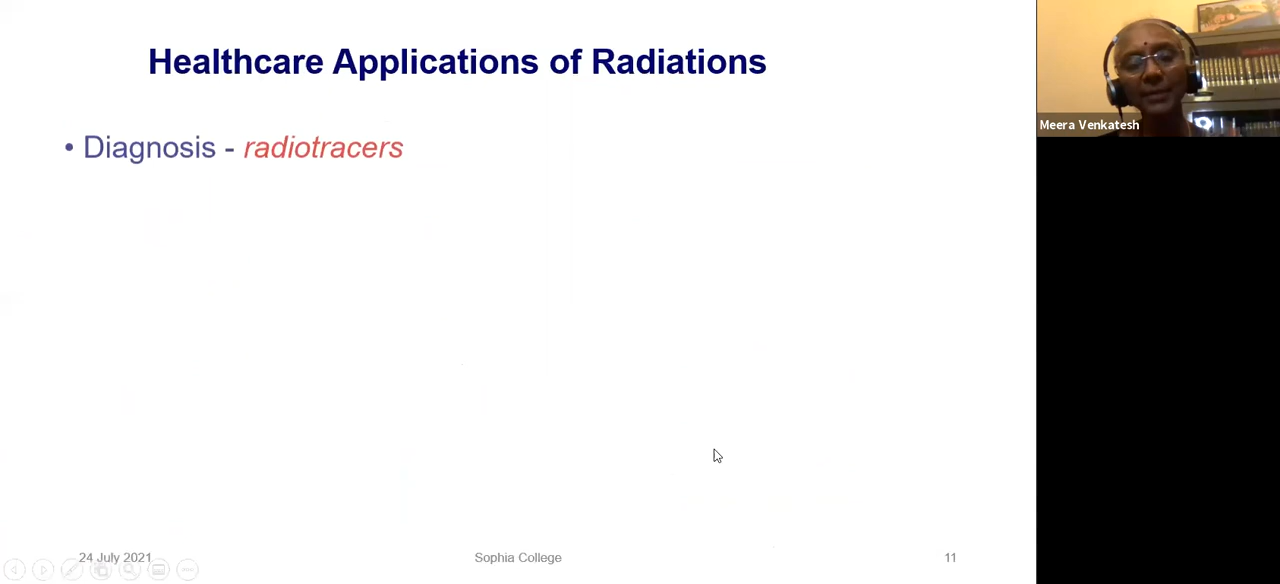 Healthcare Applications of Radiations
• Diagnosis - radiotracers
24 July 2021
Sophia College
11
Meera Venkatesh